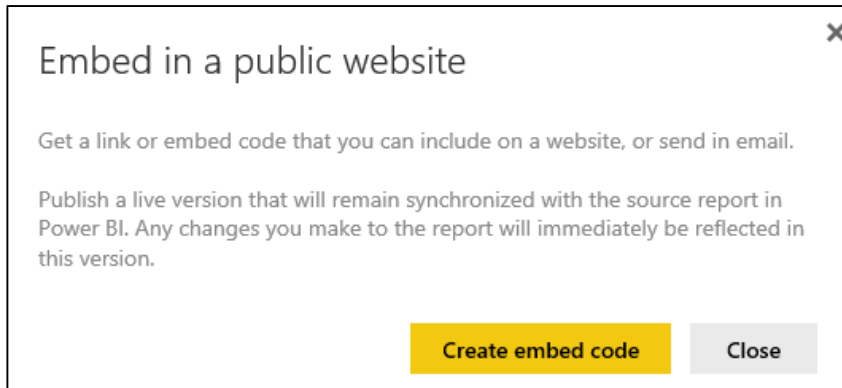 Embed in a public website
Get a link or embed code that you can include on a website, or send in email.
Publish a live version that will remain synchronized with the source report in
Power BI. Any changes you make to the report will immediately be reflected in
this version.
Create embed code
Close